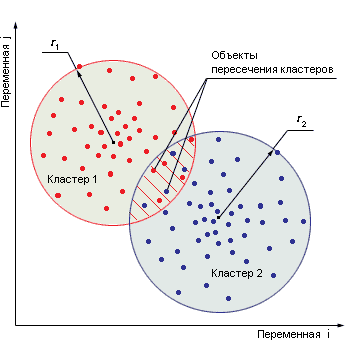 r1
Объекты
пересечения кластеров
r2
Переменная j
Кластер 1
Кластер 2
Переменная i